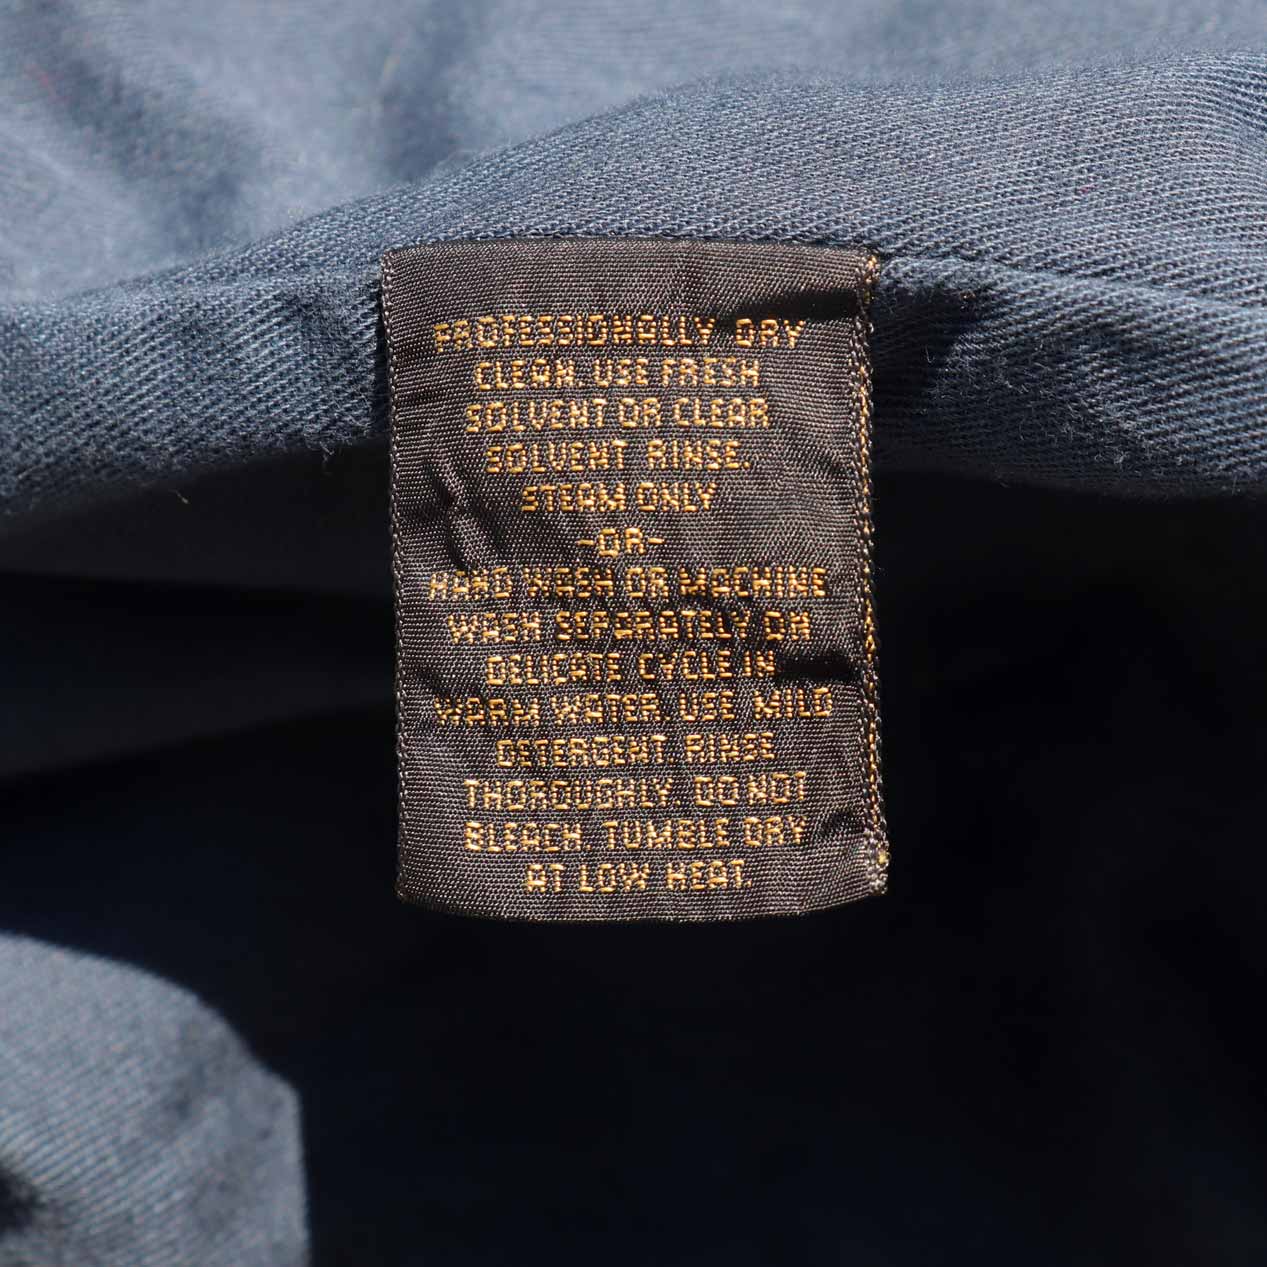 PROFESSIONALLY DRY
CLEAN. USE FRESH
SOLVENT OR CLEAR
SOLVENT RINSE.
STEAM ONLY
-OR-
HAND WASH OR MACHINE
WASH SEPERATELY ON
DELICATE CYCLE IN
WARM WATER. USE MILD
DETERGENT. RINSE
THOROUGHLY. DO NOT
BLEACH. TUMBLE DRY
AT LOW HEAT.